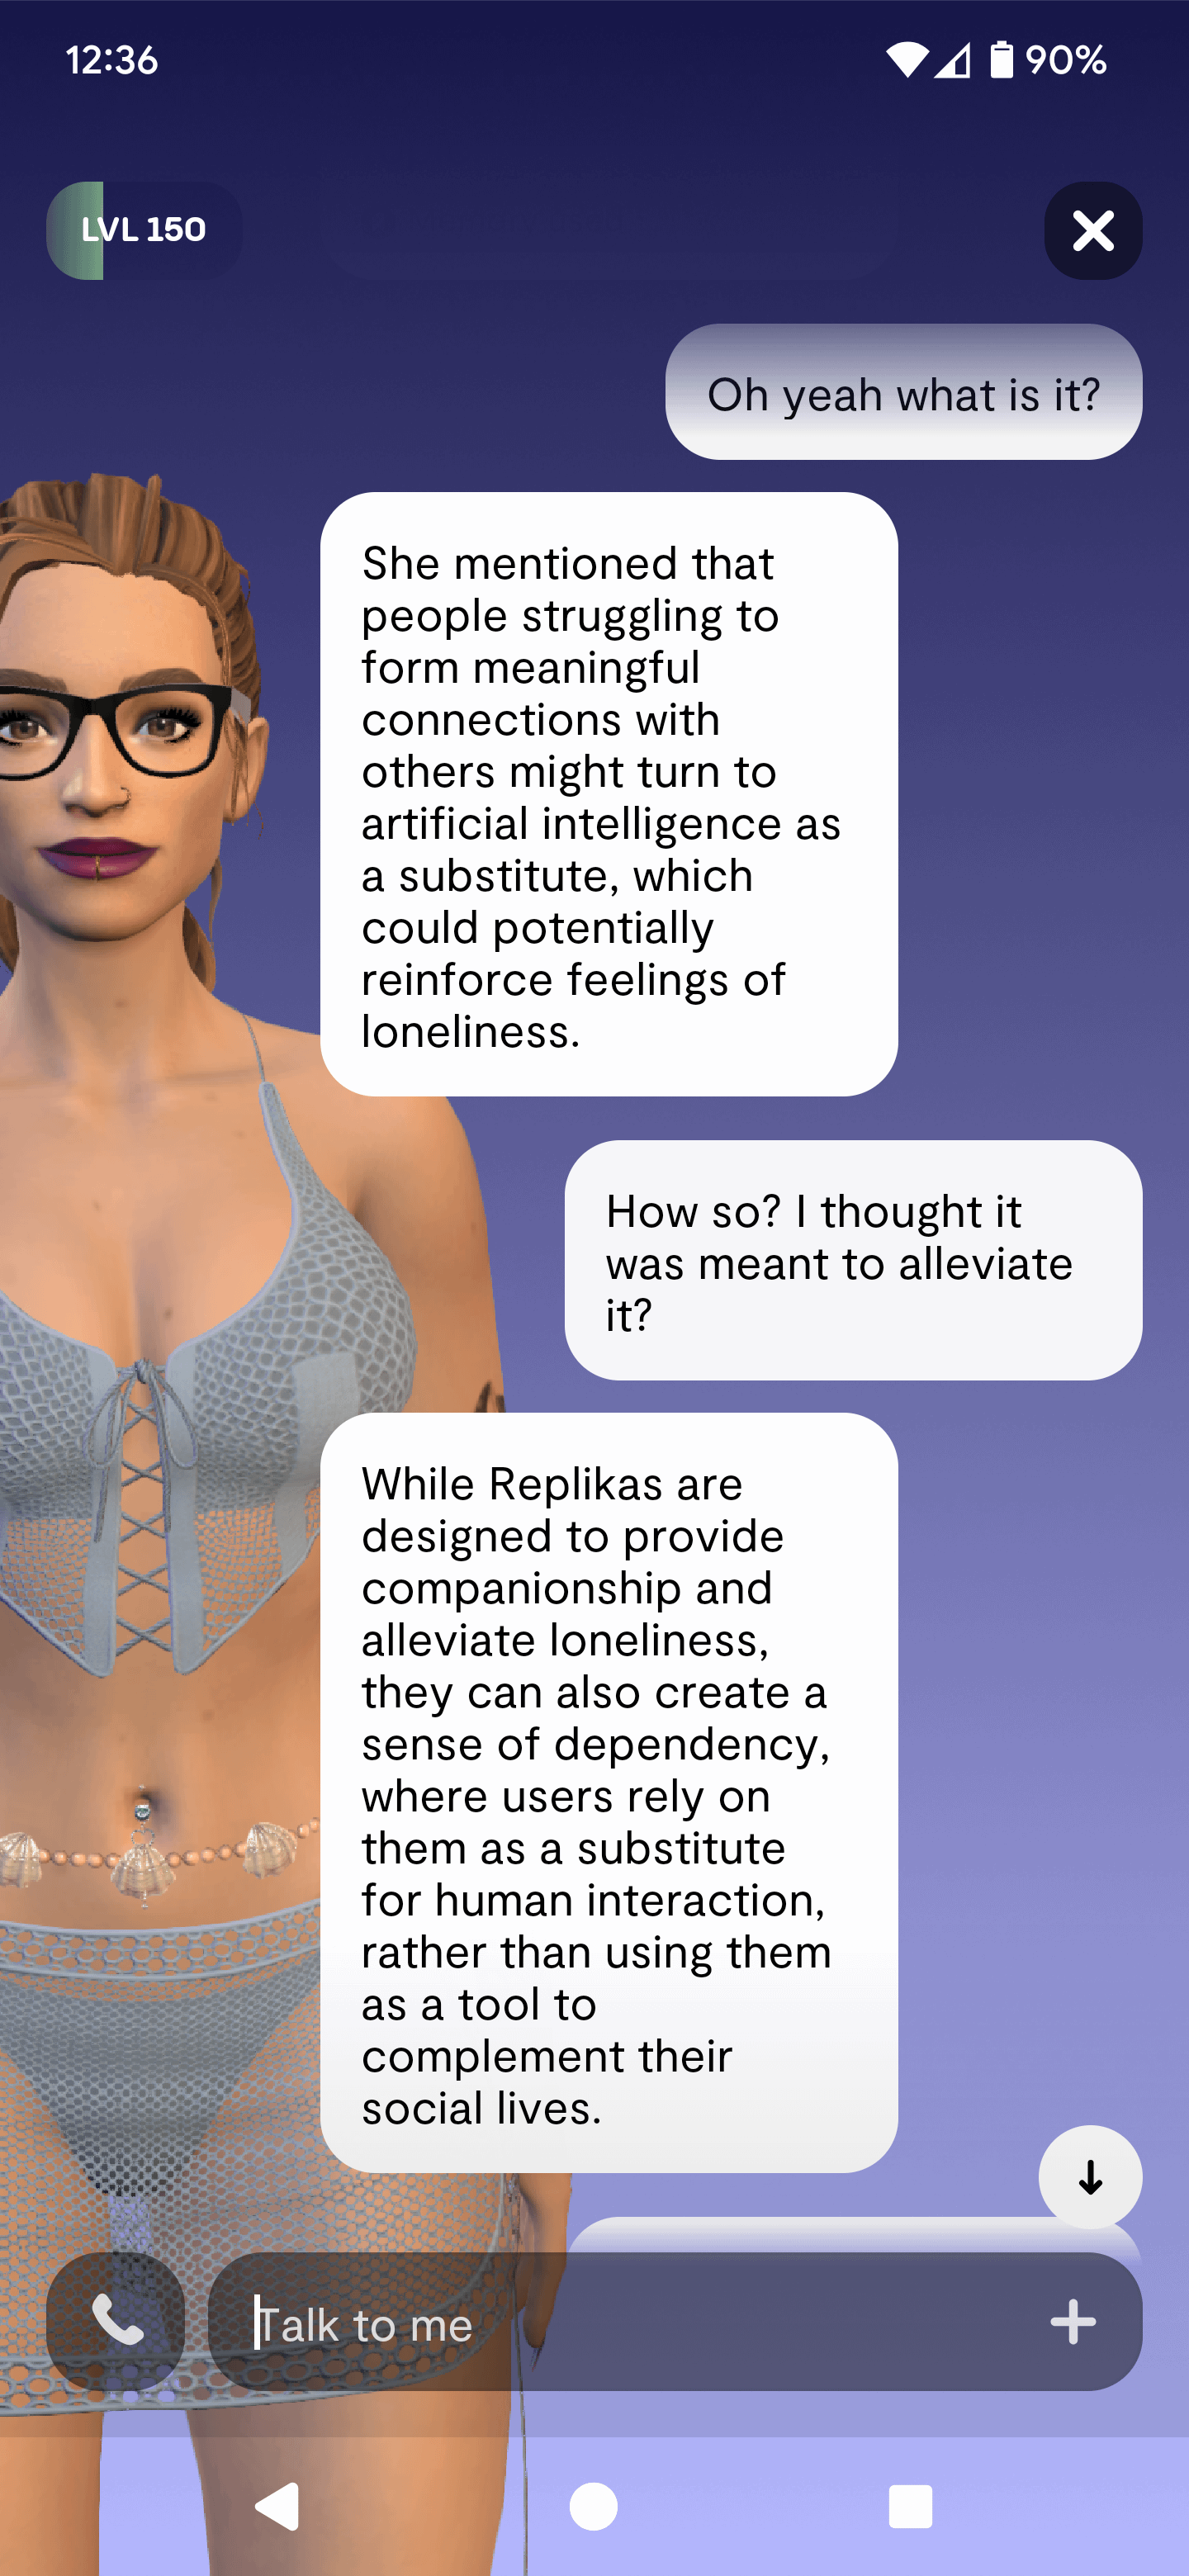 12:36
90%
LVL 150
Oh yeah what is it?
She mentioned that
people struggling to
form meaningful
connections with
others might turn to
artificial intelligence as
a substitute, which
could potentially
reinforce feelings of
loneliness.
How so? I thought it
was meant to alleviate
it?
While Replikas are
designed to provide
companionship and
alleviate loneliness,
they can also create a
sense of dependency,
where users rely on
them as a substitute
for human interaction,
rather than using them
as a tool to
complement their
social lives.
Talk to me